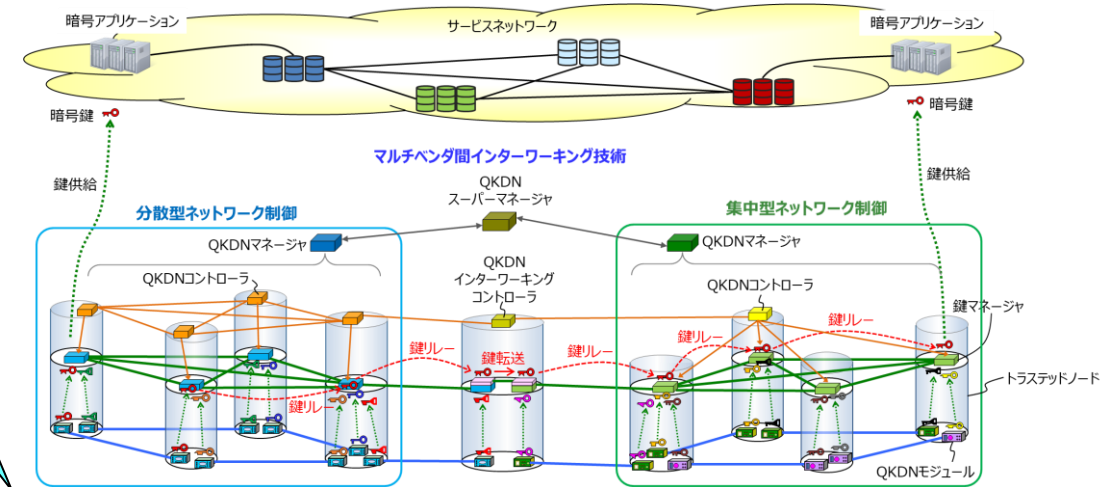 暗号アプリケーション
サービスネットワーク
暗号アプリケーション
暗号鍵
暗号鍵
マルチベンダ間インターワーキング技術
鍵供給
鍵供給
QKDN
スーパーマネージャ
分散型ネットワーク制御
集中型ネットワーク制御
QKDNマネージャ
QKDNマネージャ
QKDNコントローラ
QKDN
インターワーキング
コントローラ
QKDNコントローラ
鍵マネージャ
鍵リレー
鍵転送
鍵リレー
鍵リレー
鍵リレー
鍵リレー
トラステッドノード
QKDNモジュール